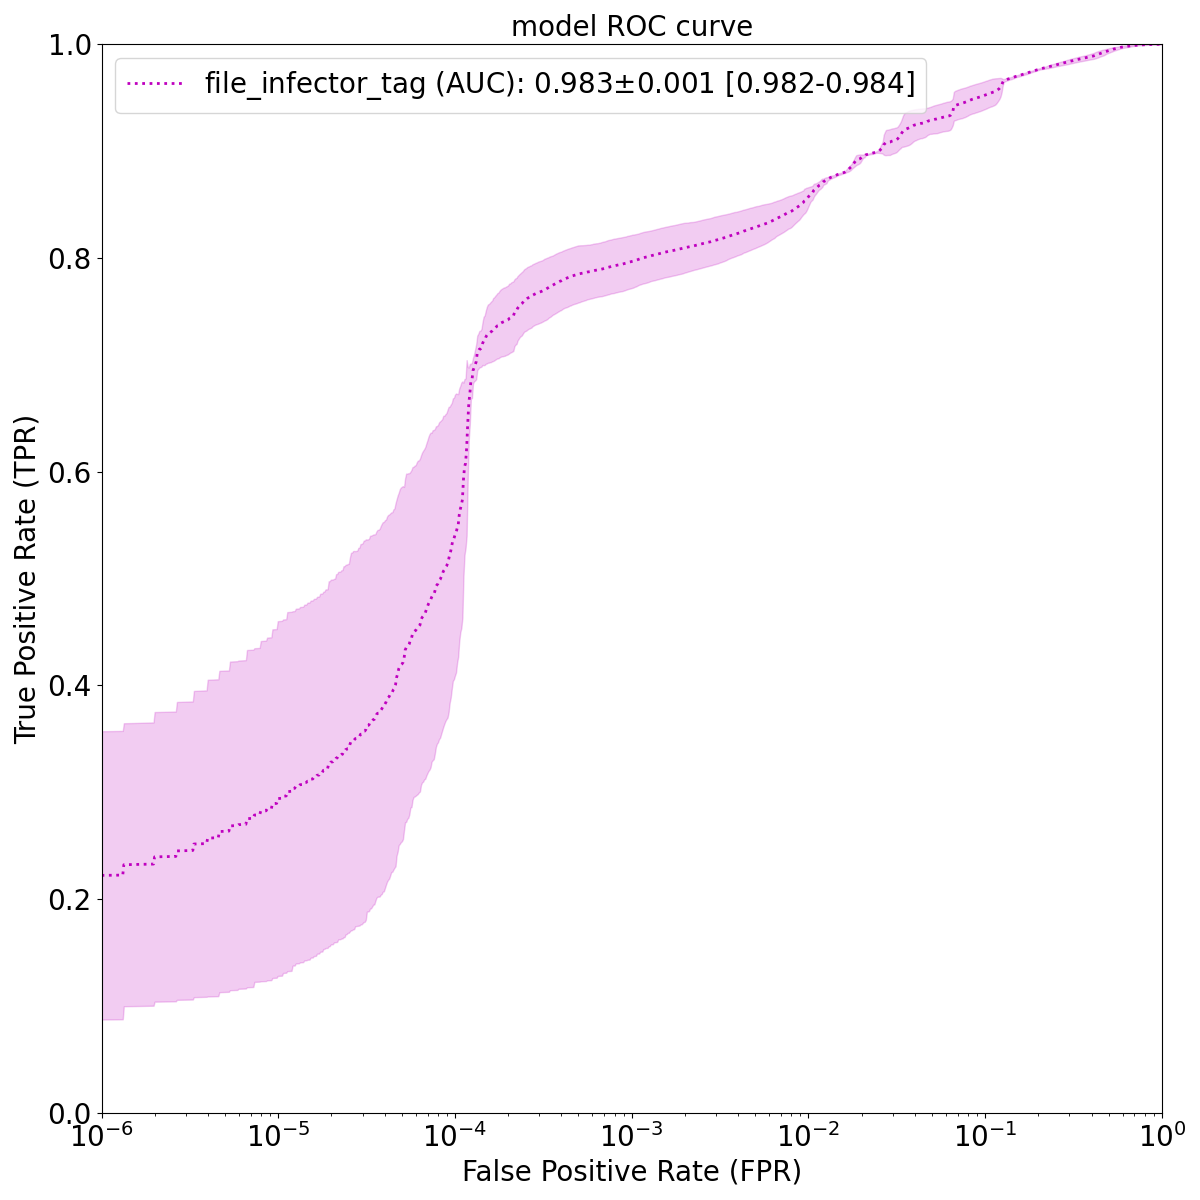 model ROC curve
file_infector_tag (AUC): 0.983±0.001 [0.982-0.984]
1.0
0.8
0.6
0.4
0.2
0.0
True Positive Rate (TPR)
10⁻⁶ 10⁻⁵ 10⁻⁴ 10⁻³ 10⁻² 10⁻¹ 10⁰
False Positive Rate (FPR)